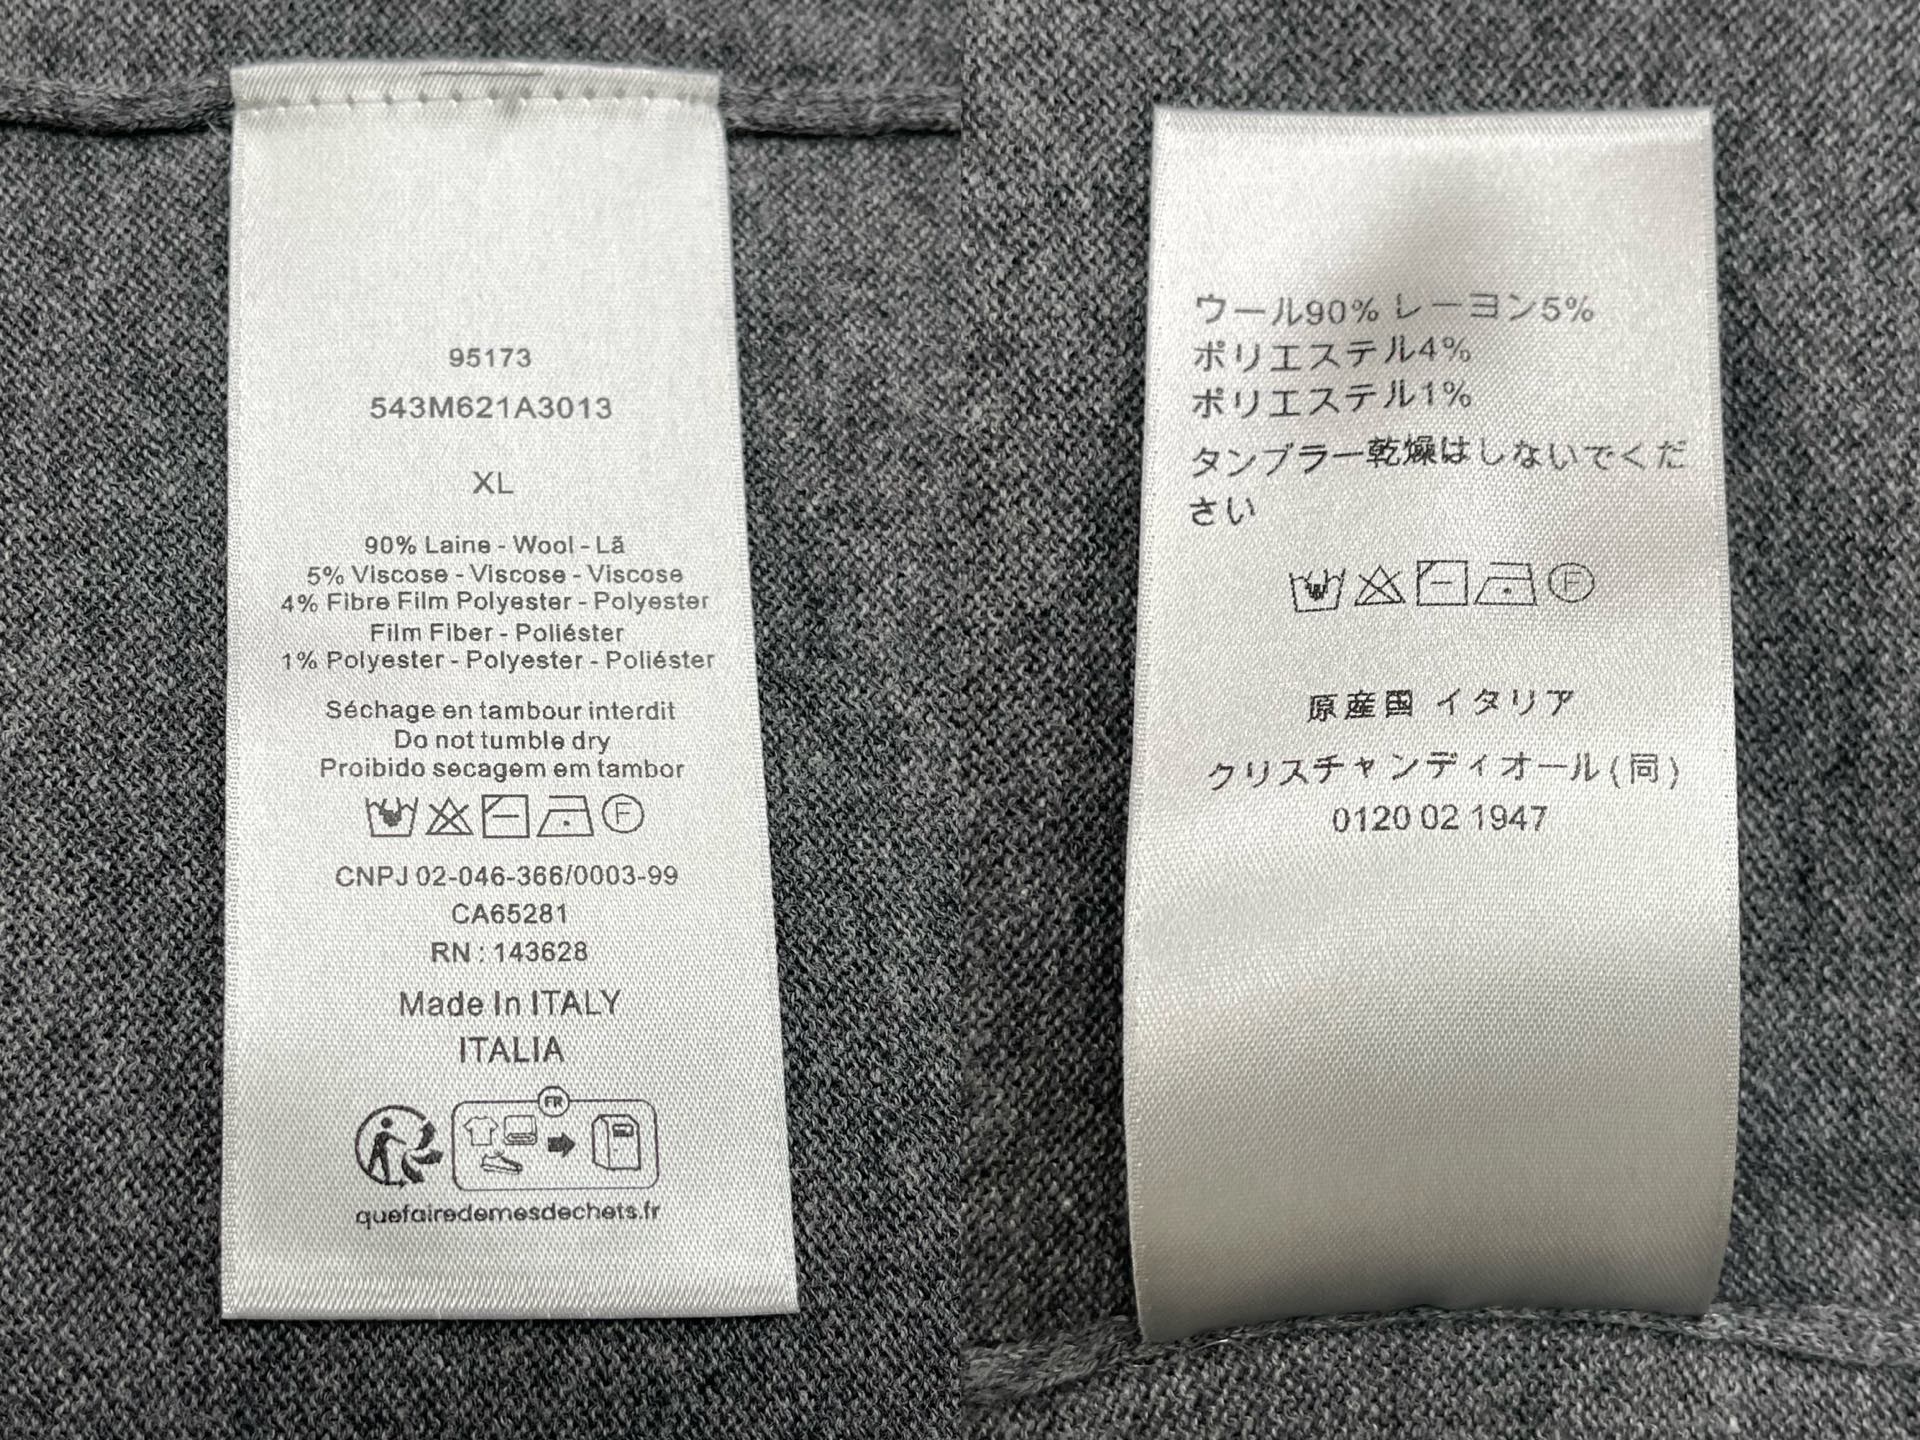 95173
543M621A3013
XL
90% Laine - Wool - Lã
5% Viscose - Viscose - Viscose
4% Fibre Film Polyester - Polyester
Film Fiber - Poliéster
1% Polyester - Polyester - Poliéster
Séchage en tambour interdit
Do not tumble dry
Proibido secagem em tambor
F
CNPJ 02-046-366/0003-99
CA65281
RN : 143628
Made In ITALY
ITALIA
FR
quefairedemesdechets.fr
ウール90% レーヨン5%
ポリエステル4%
ポリエステル1%
タンブラー乾燥はしないでくだ
さい
F
原産国 イタリア
クリスチャンディオール(同)
0120 02 1947